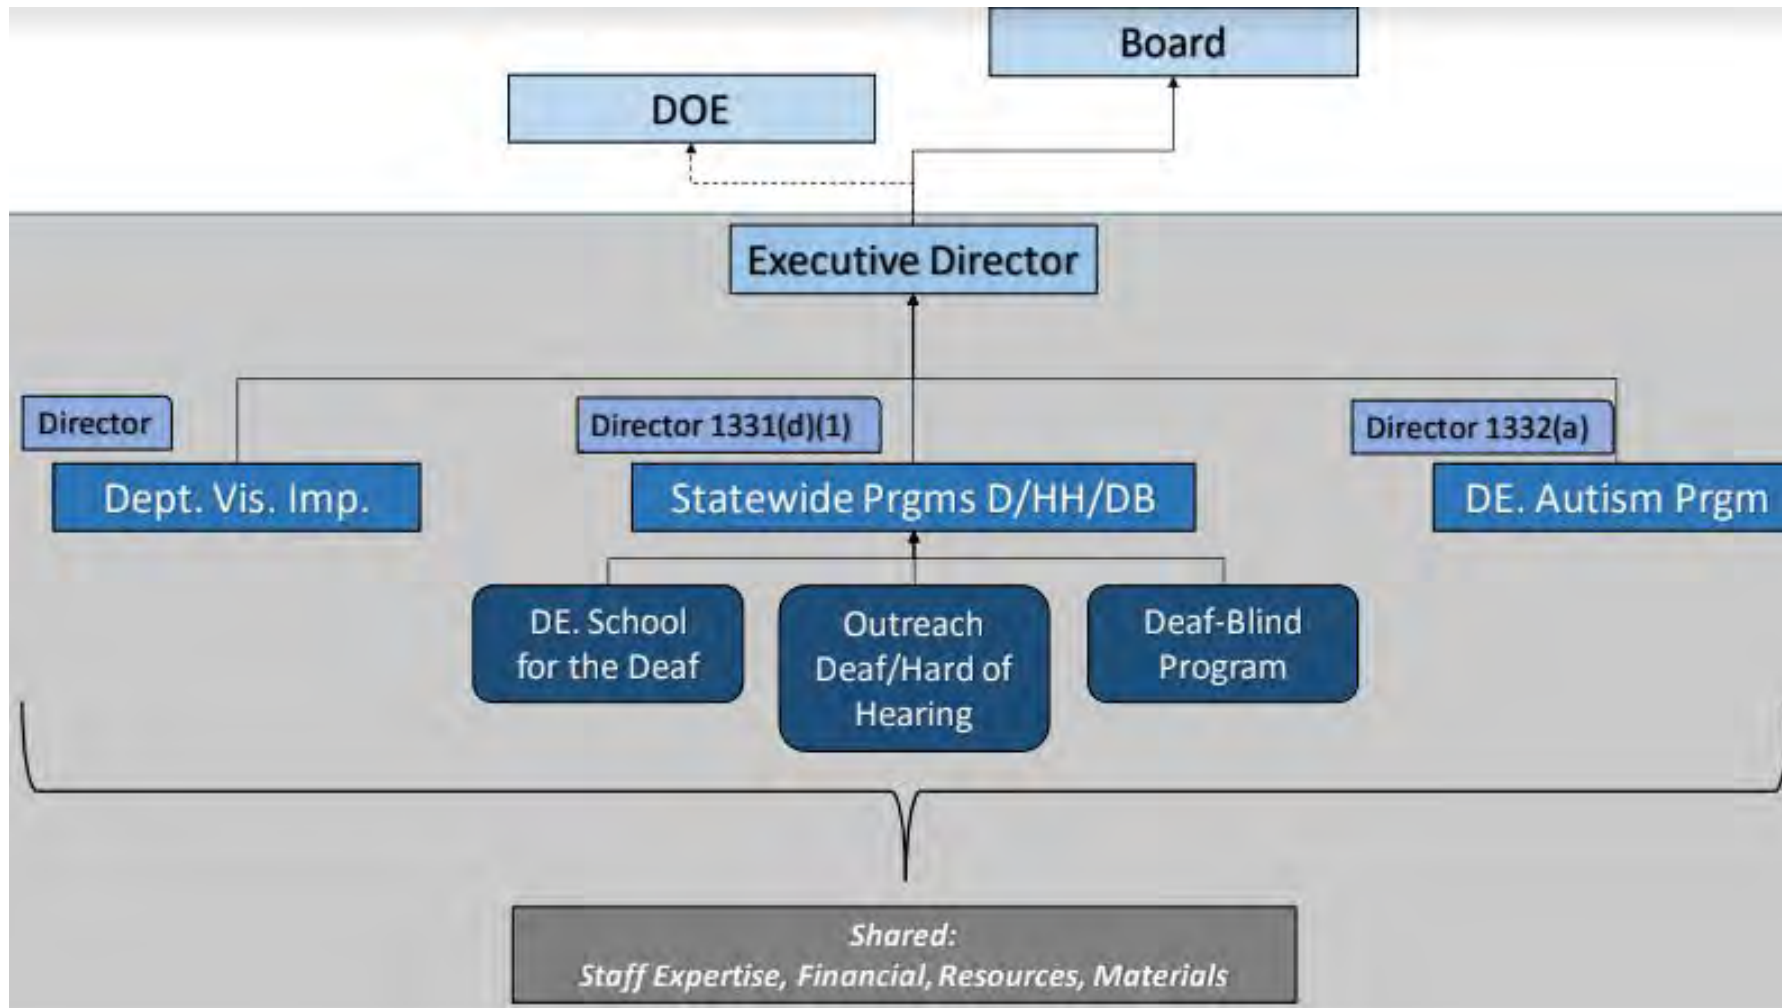 Board
DOE
Executive Director
Director
Director 1331(d)(1)
Director 1332(a)
Dept. Vis. Imp.
Statewide Prgms D/HH/DB
DE. Autism Prgm
DE. School
for the Deaf
Outreach
Deaf/Hard of
Hearing
Deaf-Blind
Program
Shared:
Staff Expertise, Financial, Resources, Materials